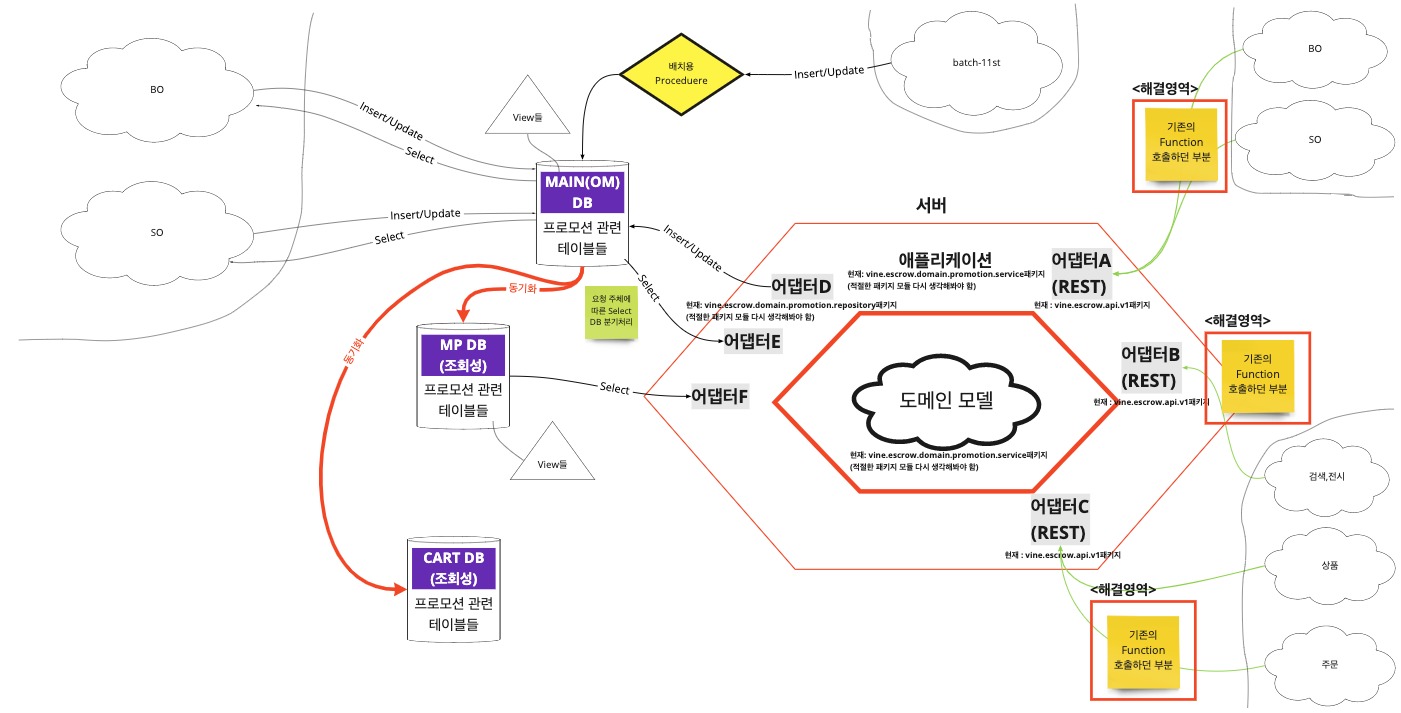 BO
SO
Insert/Update
Select
Insert/Update
Select
View들
배치용
Proceduere
Insert/Update
batch-11st
MAIN(OM)
DB
프로모션 관련
테이블들
동기화
동기화
요청 주체에
따른 Select
DB 분기처리
MP DB
(조회성)
프로모션 관련
테이블들
View들
CART DB
(조회성)
프로모션 관련
테이블들
Insert/Update
Select
Select
서버
애플리케이션
현재: vine.escrow.domain.promotion.service패키지
(적절한 패키지 모듈 다시 생각해봐야 함)
어댑터D
현재: vine.escrow.domain.promotion.repository패키지
(적절한 패키지 모듈 다시 생각해봐야 함)
어댑터E
어댑터F
도메인 모델
현재: vine.escrow.domain.promotion.service패키지
(적절한 패키지 모듈 다시 생각해봐야 함)
어댑터A
(REST)
현재 : vine.escrow.api.v1패키지
어댑터B
(REST)
현재 : vine.escrow.api.v1패키지
어댑터C
(REST)
현재 : vine.escrow.api.v1패키지
<해결영역>
기존의
Function
호출하던 부분
BO
SO
<해결영역>
기존의
Function
호출하던 부분
검색,전시
상품
<해결영역>
기존의
Function
호출하던 부분
주문